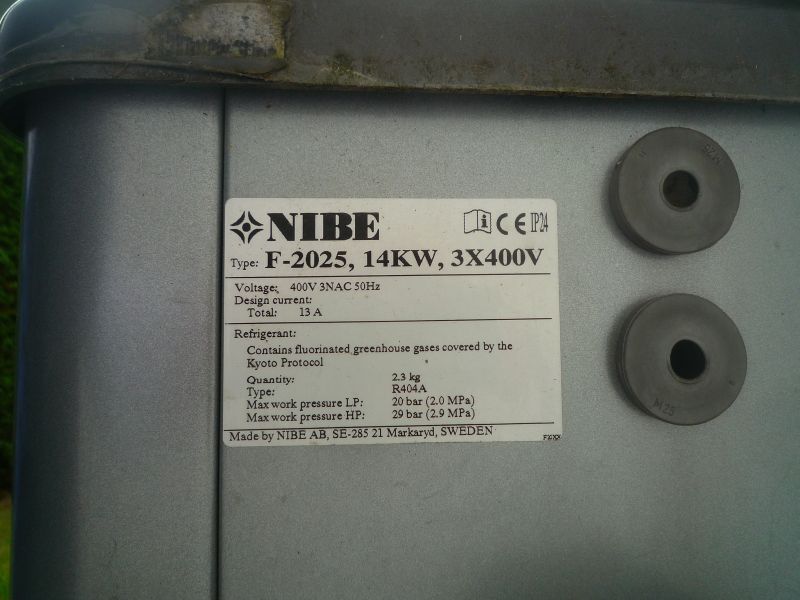 NIBE
CE IP24
Type: F-2025, 14KW, 3X400V
Voltage: 400V 3NAC 50Hz
Design current:
Total: 13 A
Refrigerant:
Contains fluorinated greenhouse gases covered by the
Kyoto Protocol
Quantity: 2.3 kg
Type: R404A
Max work pressure LP: 20 bar (2.0 MPa)
Max work pressure HP: 29 bar (2.9 MPa)
Made by NIBE AB, SE-285 21 Markaryd, SWEDEN
M25
M25